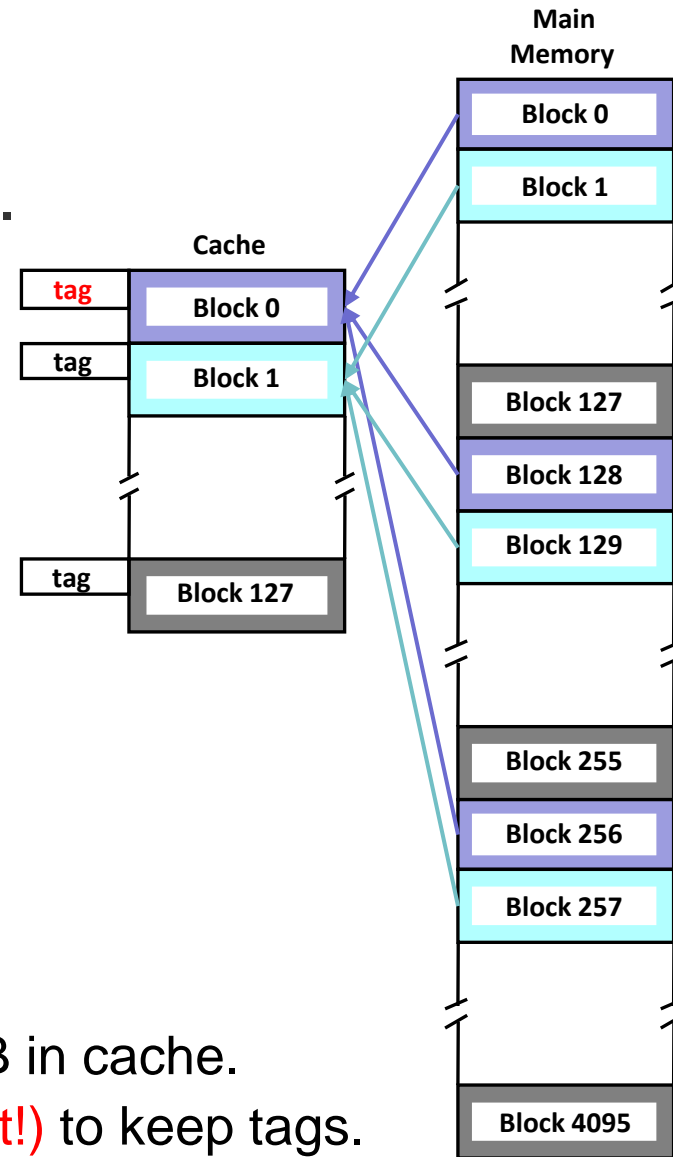 Main
Memory
Block 0
Block 1
.
Cache
tag
Block 0
tag
Block 1
Block 127
Block 128
Block 129
tag
Block 127
Block 255
Block 256
Block 257
3 in cache.
t!) to keep tags.
Block 4095